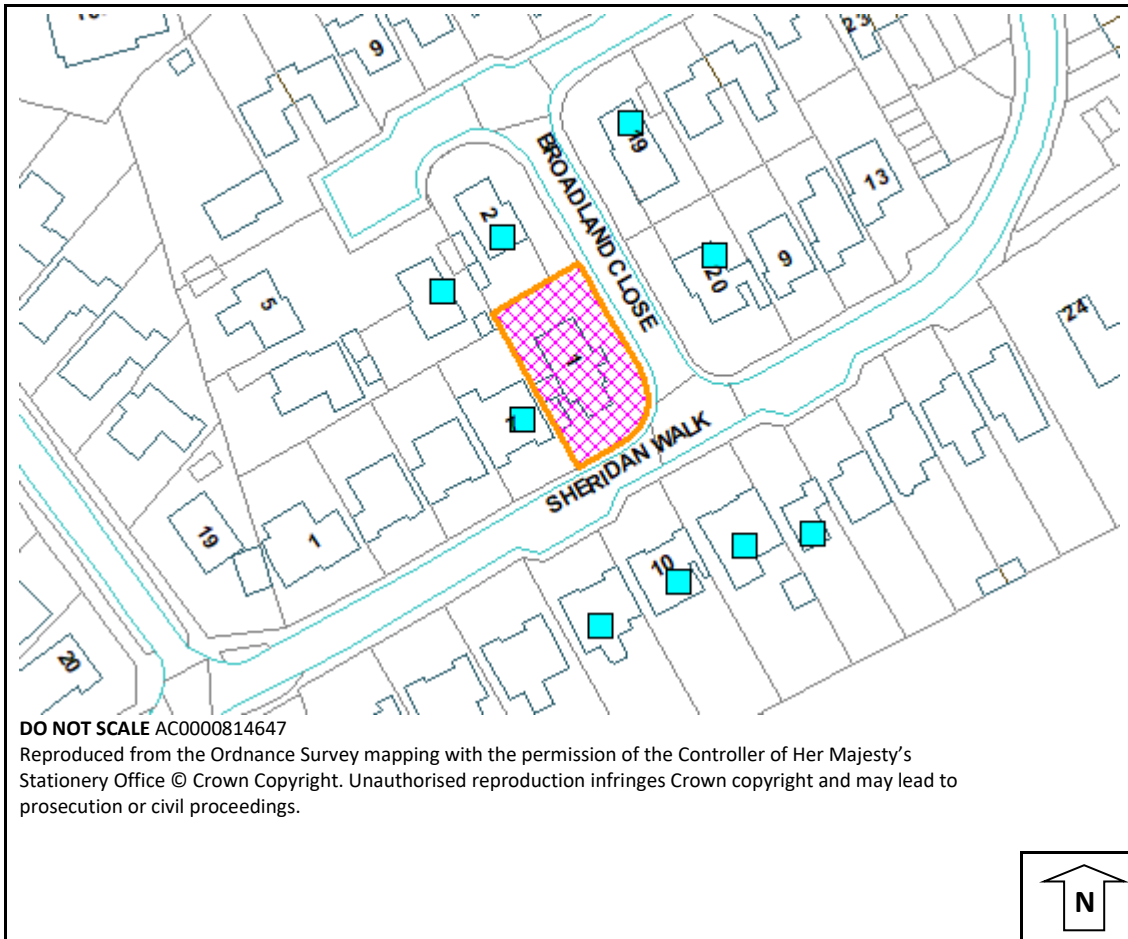 9
23
19
BROADLAND CLOSE
13
2
20
9
5
24
1
1
SHERIDAN WALK
19
1
10
20
DO NOT SCALE AC0000814647
Reproduced from the Ordnance Survey mapping with the permission of the Controller of Her Majesty's
Stationery Office © Crown Copyright. Unauthorised reproduction infringes Crown copyright and may lead to
prosecution or civil proceedings.
N